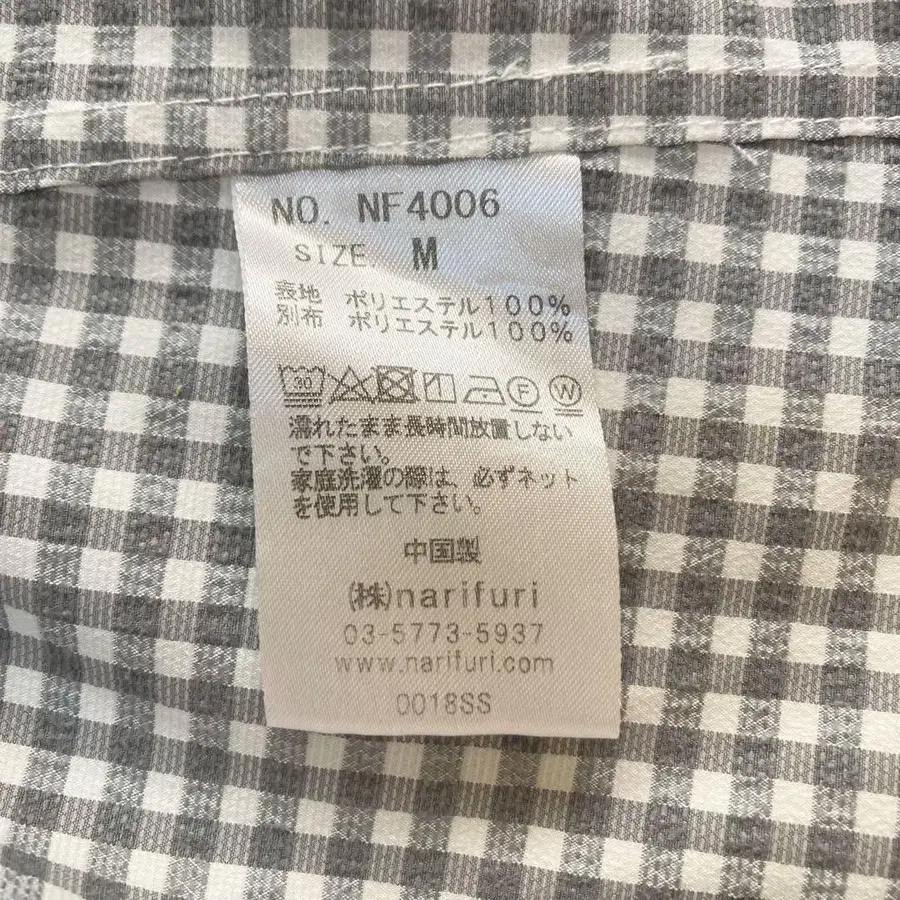 NO. NF4006
SIZE. M
表地 ポリエステル100%
別布 ポリエステル100%
30 F W
濡れたまま長時間放置しない
で下さい。
家庭洗濯の際は、必ずネット
を使用して下さい。
中国製
(株)narifuri
03-5773-5937
www.narifuri.com
0018SS